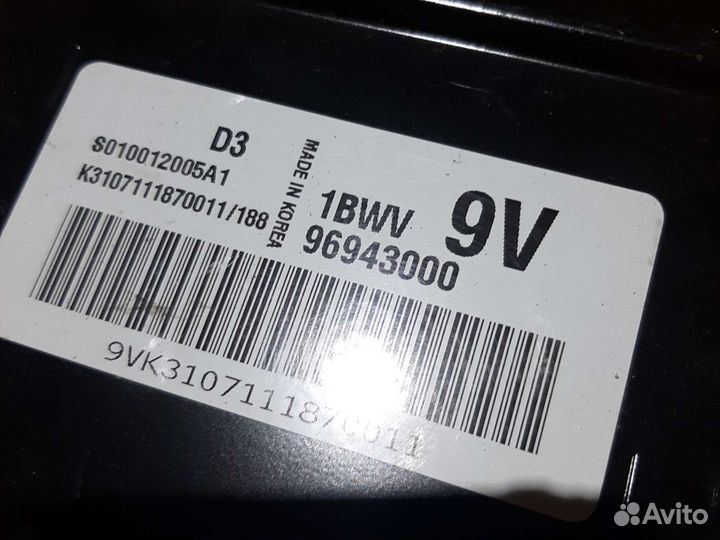 D3
S010012005A1
K3107111870011/188
MADE IN KOREA
1BWV
96943000
9V
9VK3107111870011
Avito